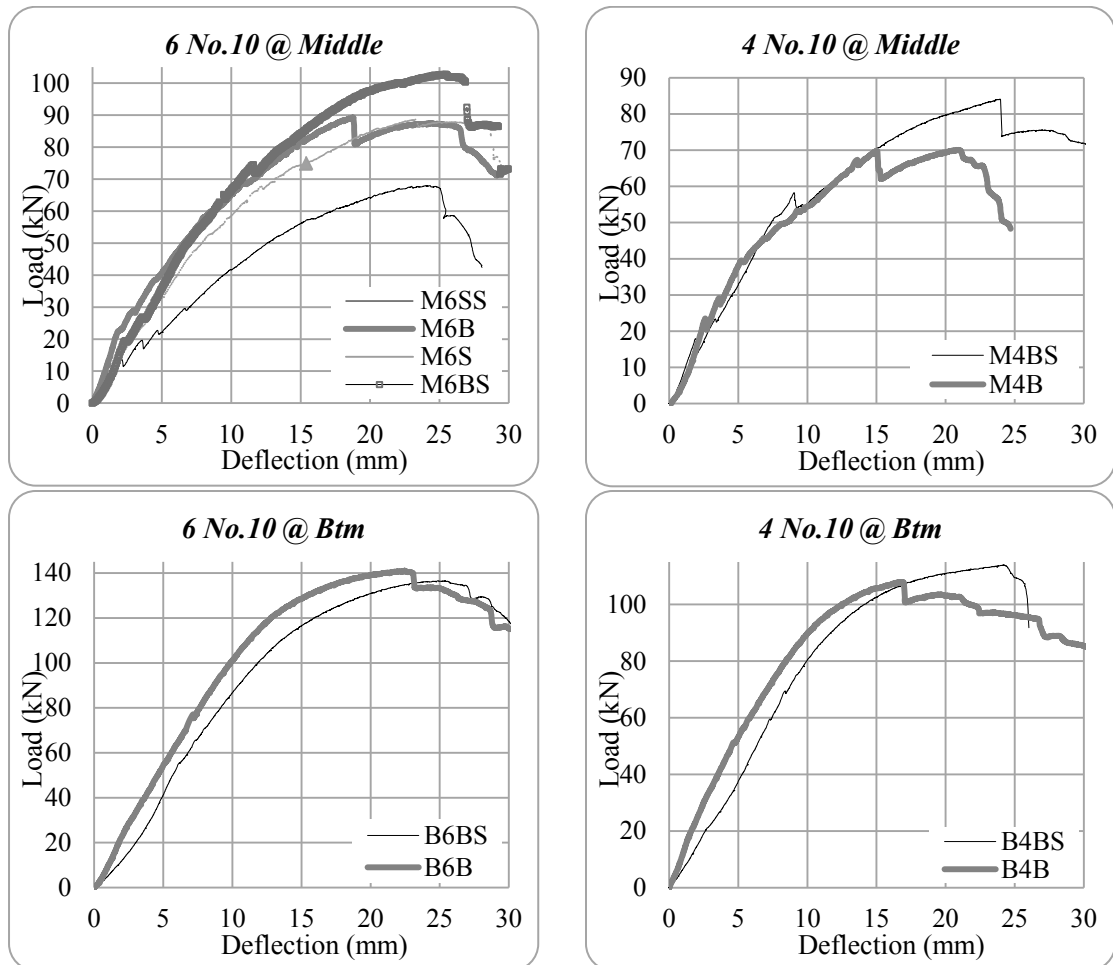 6 No.10 @ Middle
100
90
80
70
60
50
40
30
20
10
0
Load (kN)
M6SS
M6B
M6S
M6BS
0 5 10 15 20 25 30
Deflection (mm)
4 No.10 @ Middle
90
80
70
60
50
40
30
20
10
0
Load (kN)
M4BS
M4B
0 5 10 15 20 25 30
Deflection (mm)
6 No.10 @ Btm
140
120
100
80
60
40
20
0
Load (kN)
B6BS
B6B
0 5 10 15 20 25 30
Deflection (mm)
4 No.10 @ Btm
100
80
60
40
20
0
Load (kN)
B4BS
B4B
0 5 10 15 20 25 30
Deflection (mm)